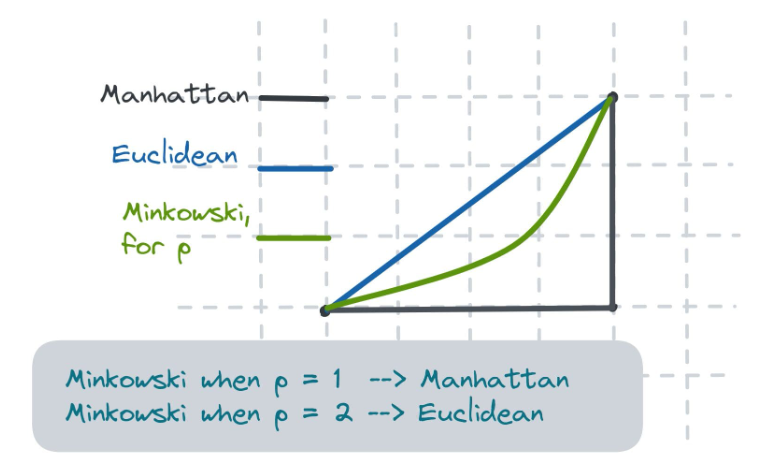 Manhattan
Euclidean
Minkowski,
for p
Minkowski when p = 1 --> Manhattan
Minkowski when p = 2 --> Euclidean